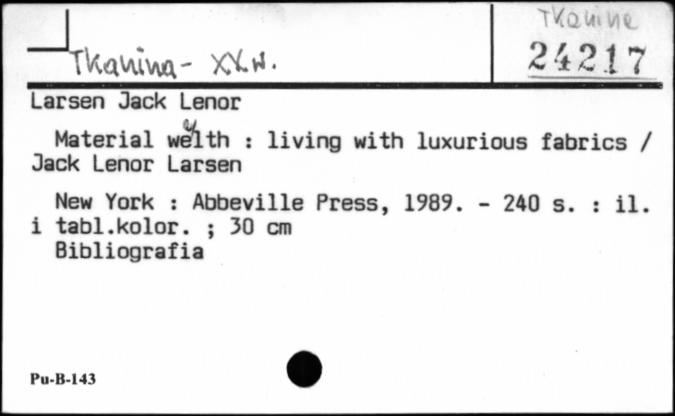 Tkanine
Tkanina - XX w.
24217
Larsen Jack Lenor
Material welth : living with luxurious fabrics /
Jack Lenor Larsen
New York : Abbeville Press, 1989. - 240 s. : il.
i tabl.kolor. ; 30 cm
Bibliografia
Pu-B-143